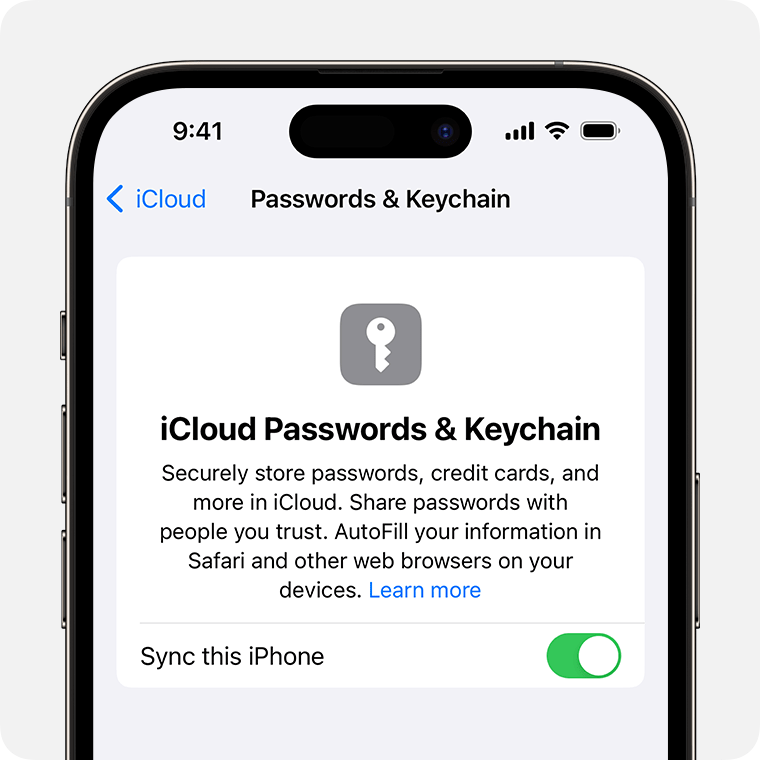 9:41
iCloud
Passwords & Keychain
iCloud Passwords & Keychain
Securely store passwords, credit cards, and
more in iCloud. Share passwords with
people you trust. AutoFill your information in
Safari and other web browsers on your
devices. Learn more
Sync this iPhone